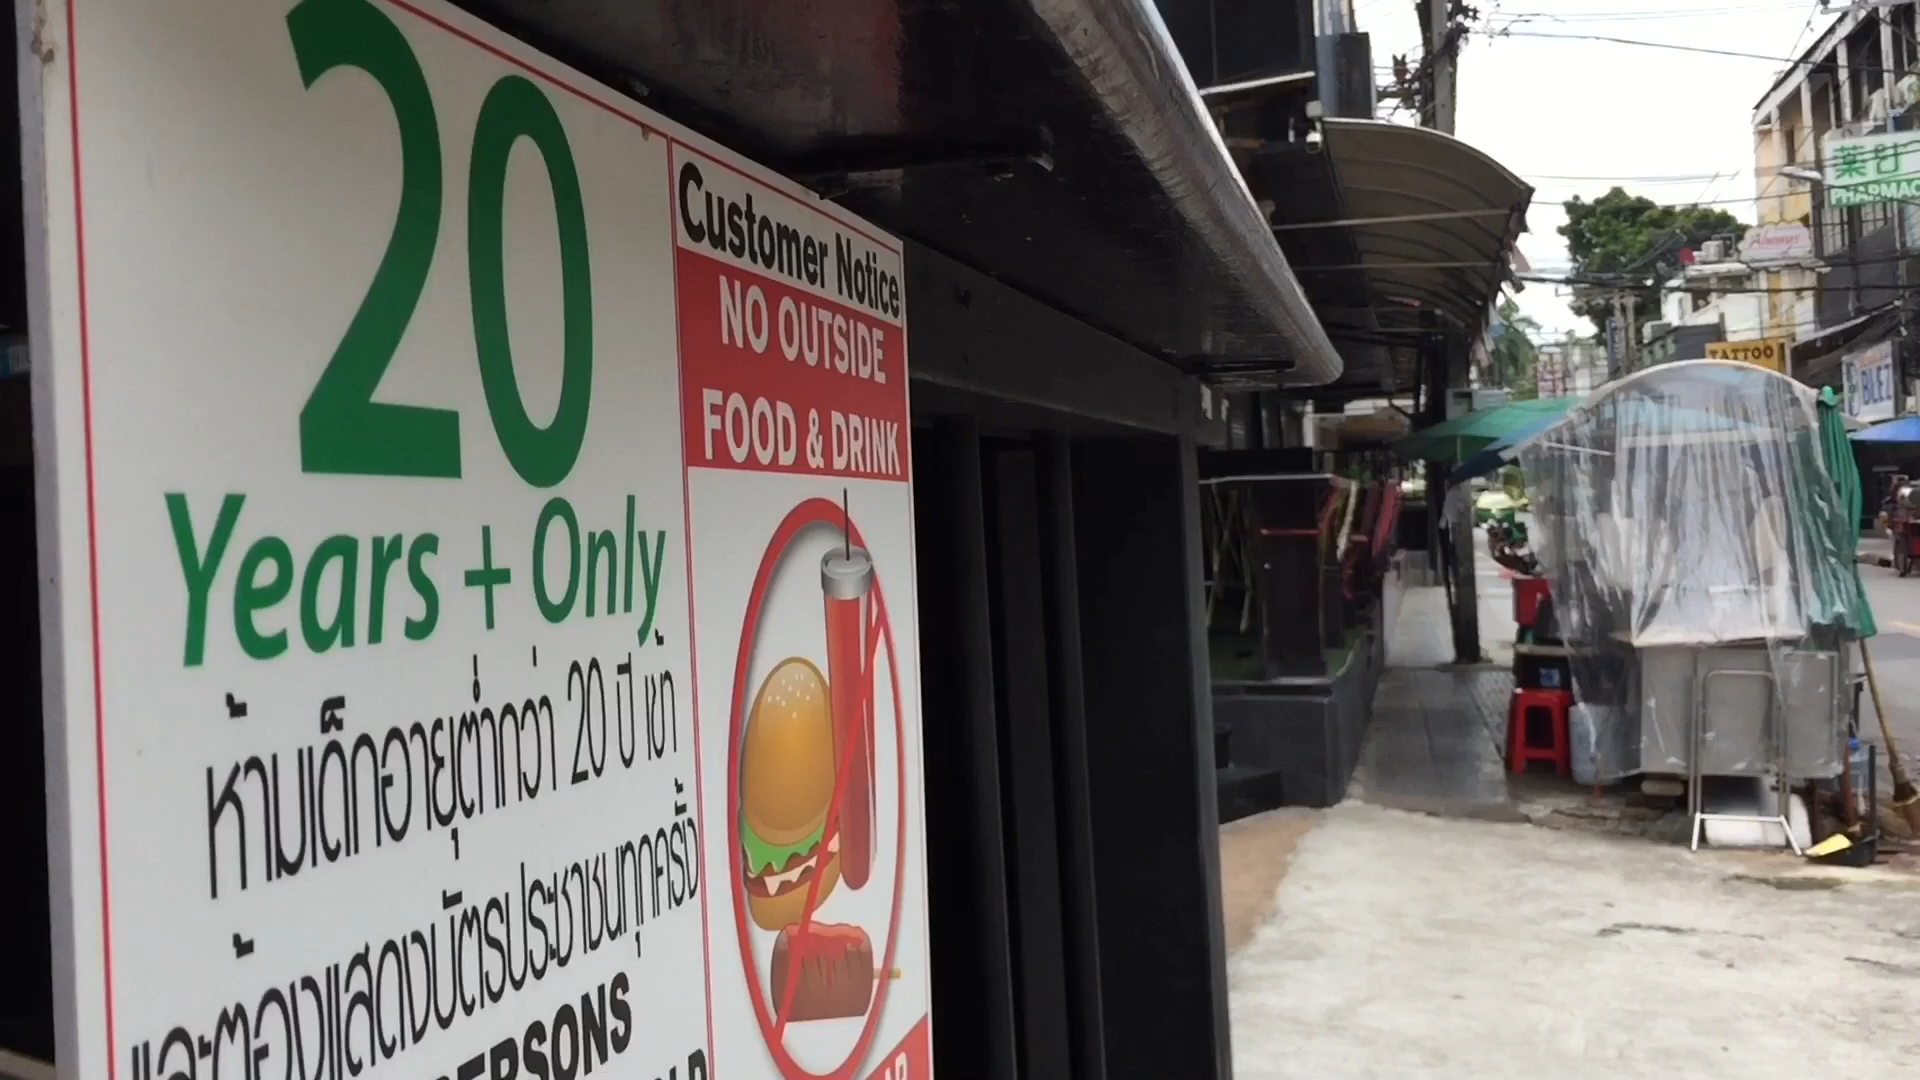 20
Years + Only
ห้ามเด็กอายุต่ำกว่า 20 ปี เข้า
และต้องแสดงบัตรประชาชนทุกครั้ง
Customer Notice
NO OUTSIDE
FOOD & DRINK
TATTOO
Always